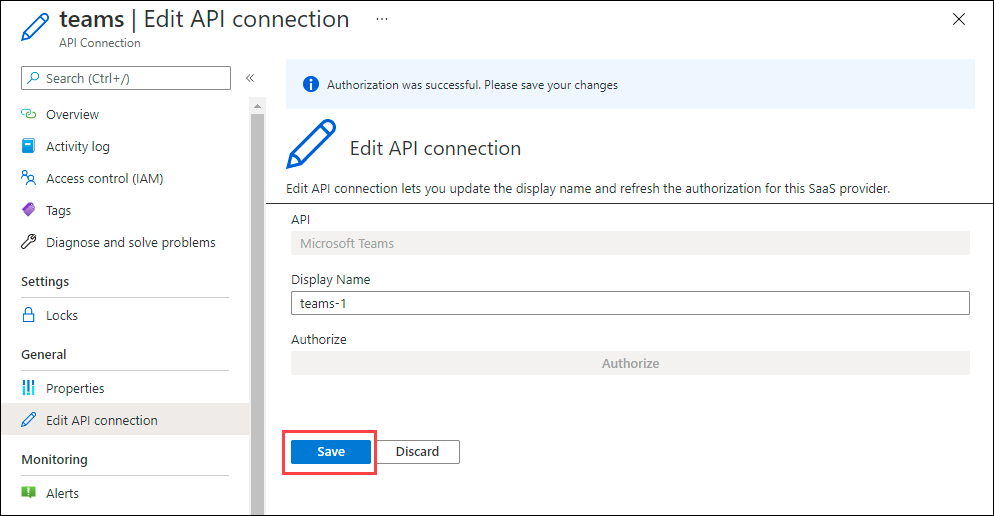 teams | Edit API connection ...
API Connection
Search (Ctrl+/)
«
Overview
Activity log
Access control (IAM)
Tags
Diagnose and solve problems
Settings
Locks
General
Properties
Edit API connection
Monitoring
Alerts
Authorization was successful. Please save your changes
Edit API connection
Edit API connection lets you update the display name and refresh the authorization for this SaaS provider.
API
Microsoft Teams
Display Name
teams-1
Authorize
Authorize
Save Discard